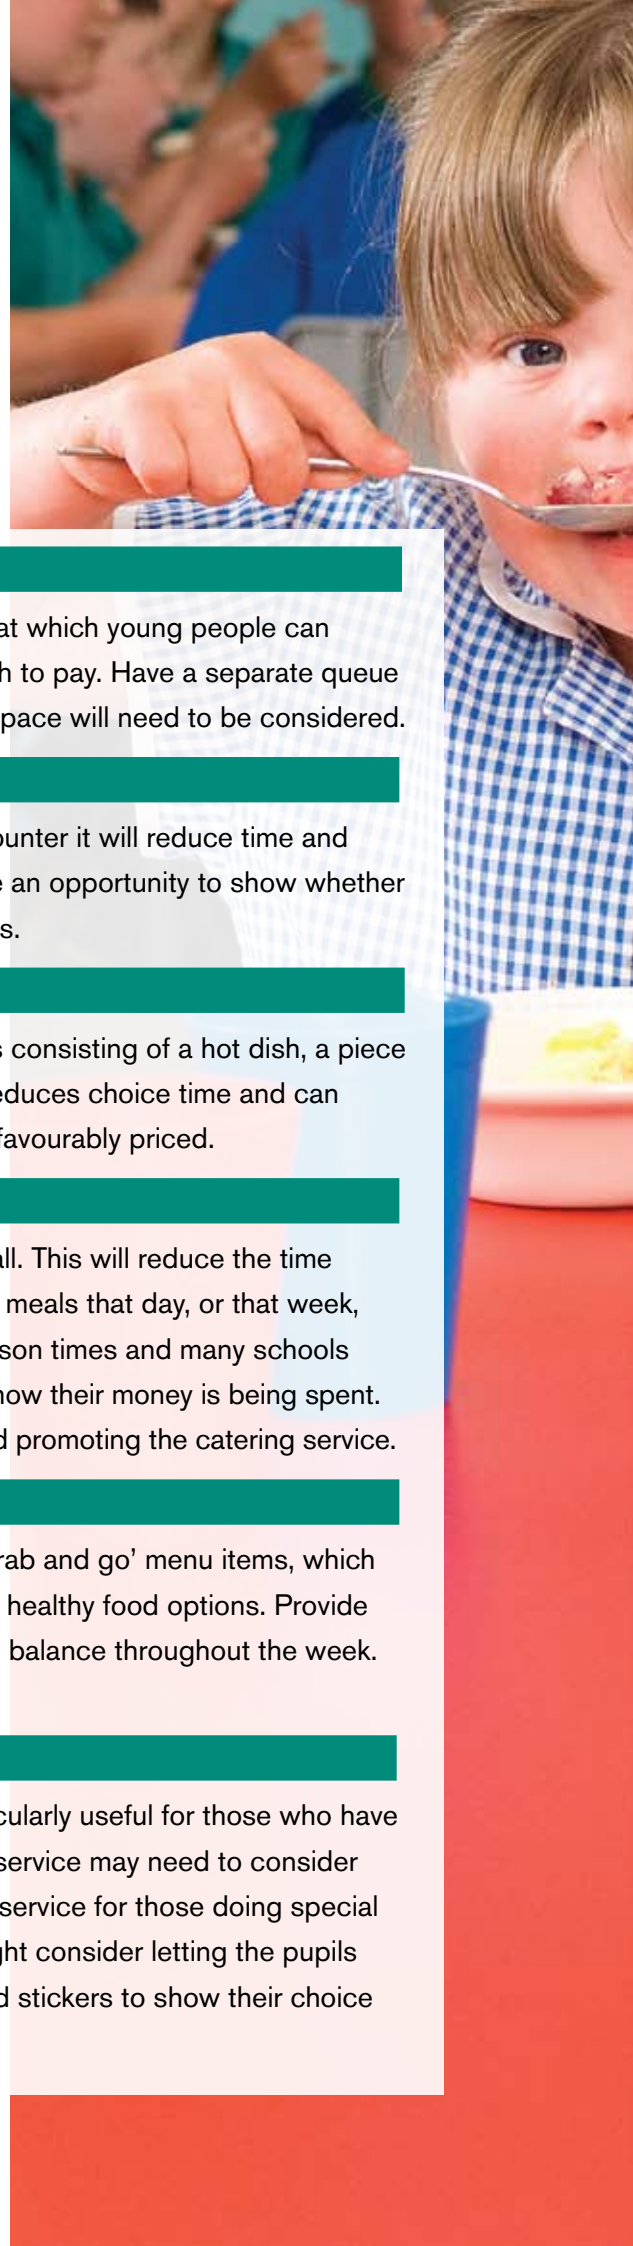 at which young people can
to pay. Have a separate queue
pace will need to be considered.
unter it will reduce time and
an opportunity to show whether
s.
consisting of a hot dish, a piece
educes choice time and can
favourably priced.
all. This will reduce the time
meals that day, or that week,
son times and many schools
how their money is being spent.
promoting the catering service.
rab and go’ menu items, which
healthy food options. Provide
balance throughout the week.
cularly useful for those who have
service may need to consider
service for those doing special
ght consider letting the pupils
stickers to show their choice